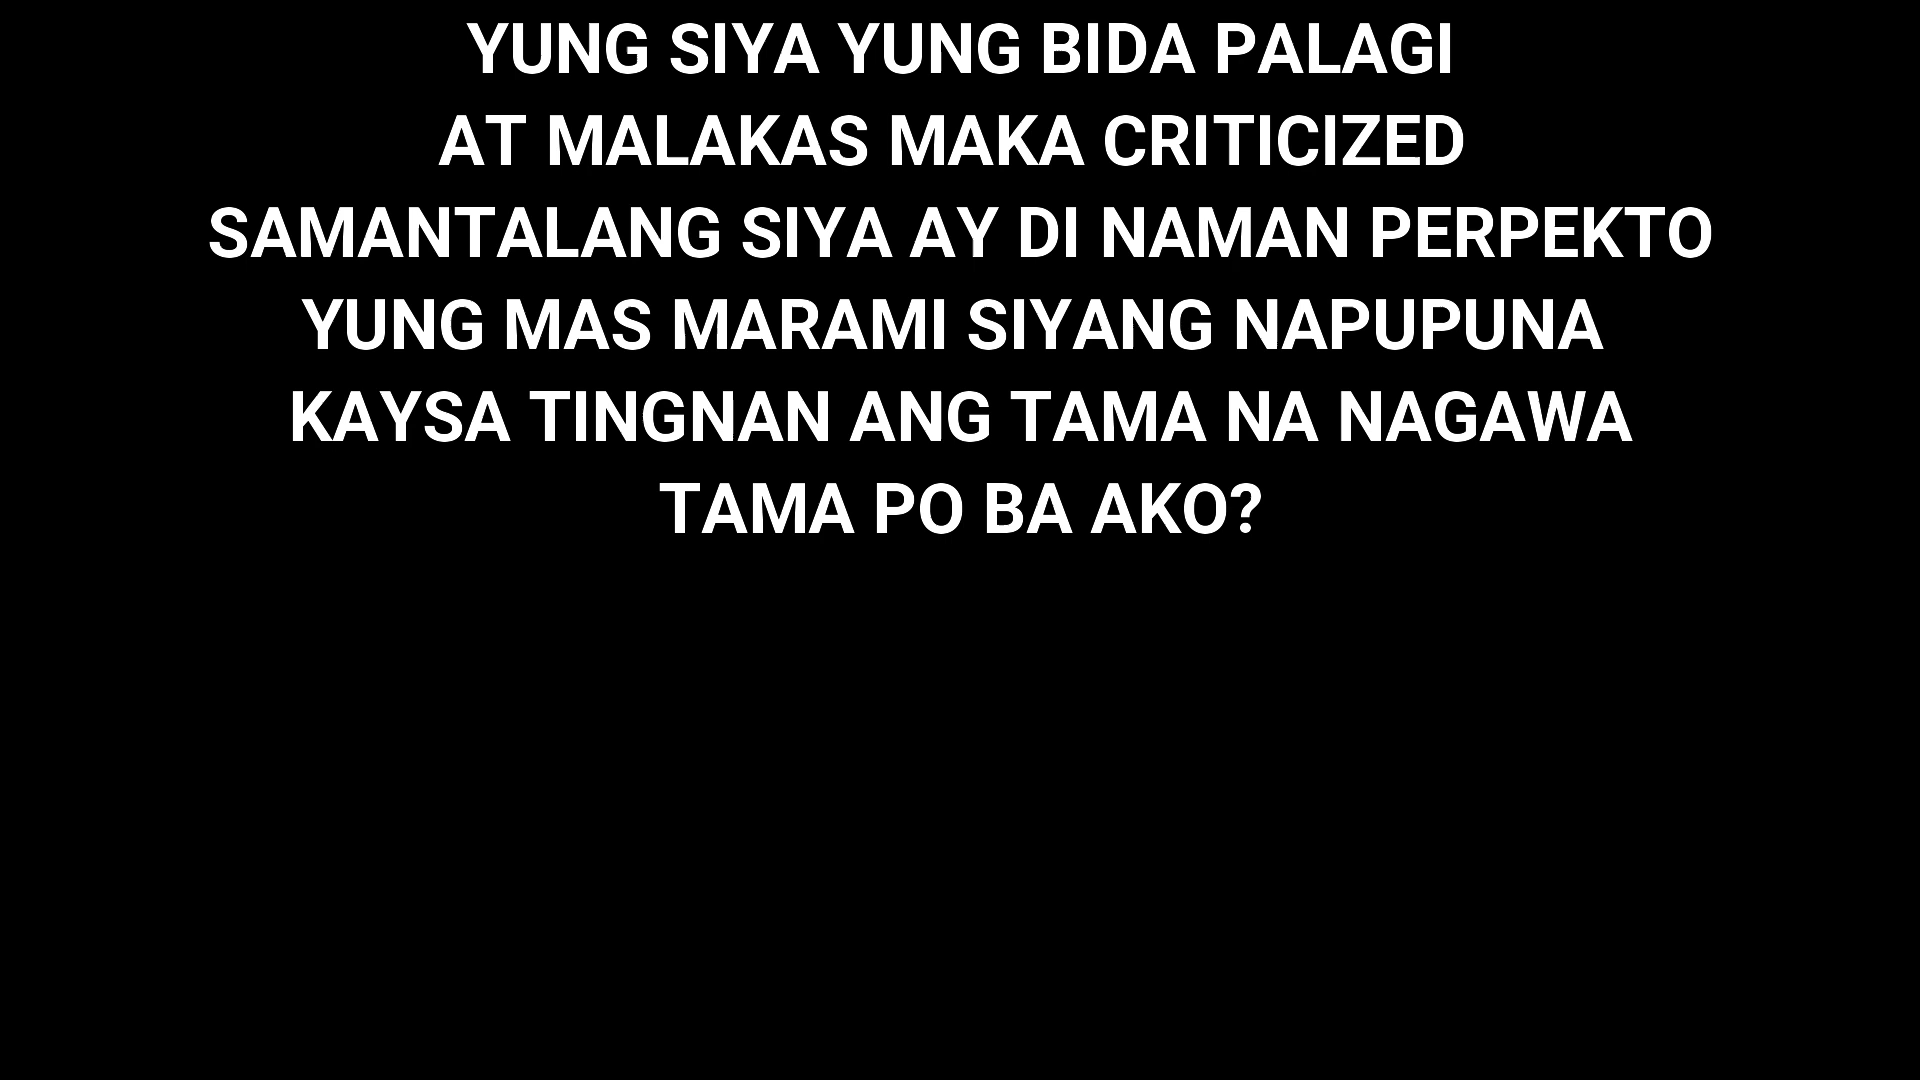 YUNG SIYA YUNG BIDA PALAGI
AT MALAKAS MAKA CRITICIZED
SAMANTALANG SIYA AY DI NAMAN PERPEKTO
YUNG MAS MARAMI SIYANG NAPUPUNA
KAYSA TINGNAN ANG TAMA NA NAGAWA
TAMA PO BA AKO?